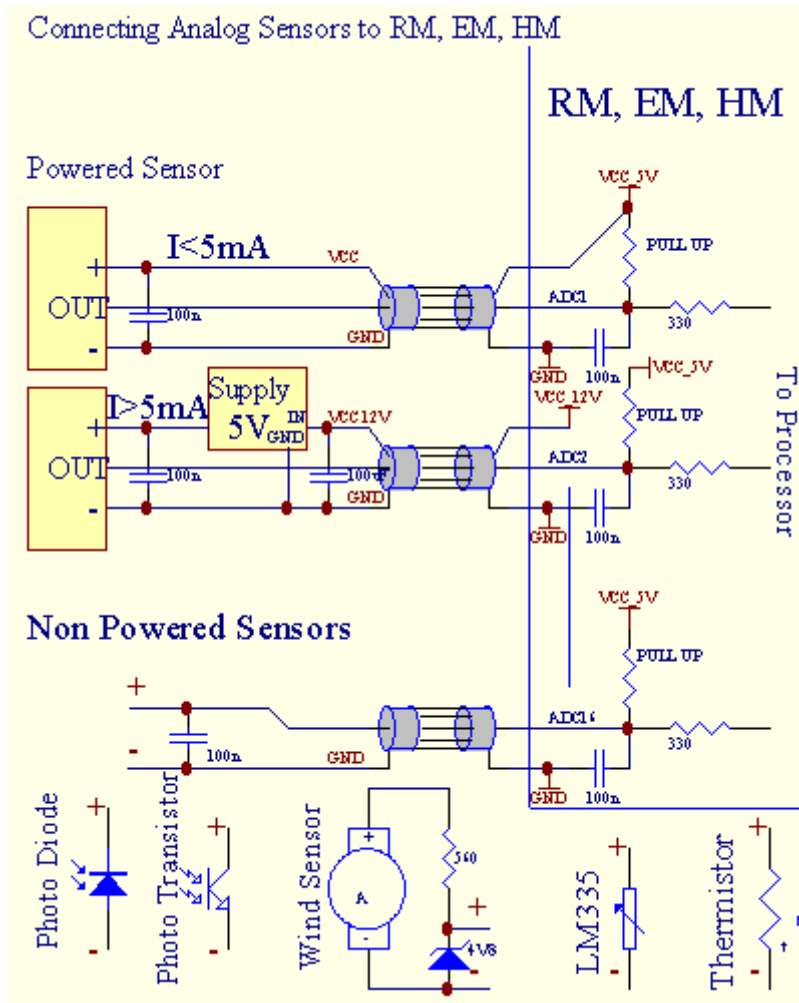 Connecting Analog Sensors to RM, EM, HM
RM, EM, HM
Powered Sensor
VCC_5V
I<5mA
PULL UP
+
VCC
OUT
100n
ADC1
330
-
GND
GND
100n
VCC_5V
I>5mA
Supply
5V
IN
GND
VCC12V
VCC_12V
PULL UP
+
OUT
100n
100n
ADC2
330
-
GND
GND
100n
To Processor
Non Powered Sensors
VCC_5V
PULL UP
+
ADC16
330
-
100n
GND
GND
100n
Photo Diode
+
-
Photo Transistor
+
-
Wind Sensor
+
A
-
560
+
4V8
-
LM335
+
-
Thermistor
+
-
t